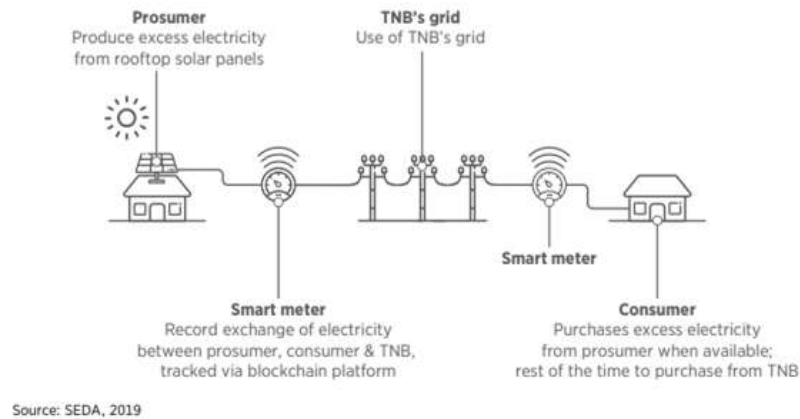 Prosumer
Produce excess electricity
from rooftop solar panels
TNB's grid
Use of TNB's grid
Smart meter
Record exchange of electricity
between prosumer, consumer & TNB,
tracked via blockchain platform
Smart meter
Consumer
Purchases excess electricity
from prosumer when available;
rest of the time to purchase from TNB
Source: SEDA, 2019